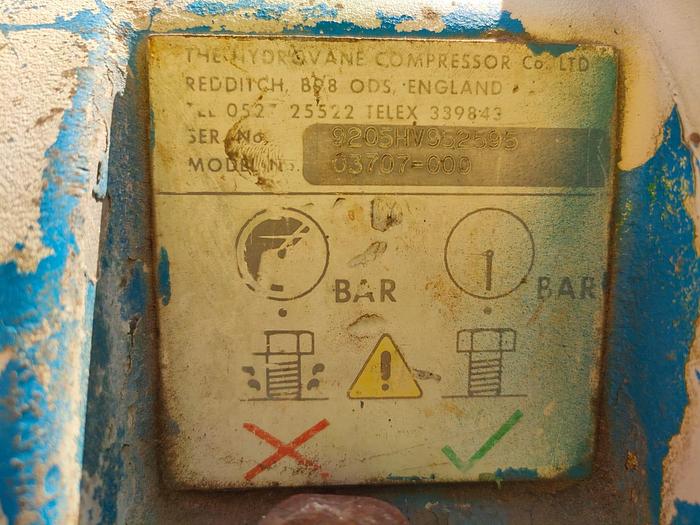 THE HYDROVANE COMPRESSOR Co. LTD
REDDITCH, B98 ODS, ENGLAND
TEL 0527 25522 TELEX 339843
SER. No. 9205HV952595
MODEL No. 63707-000
BAR BAR